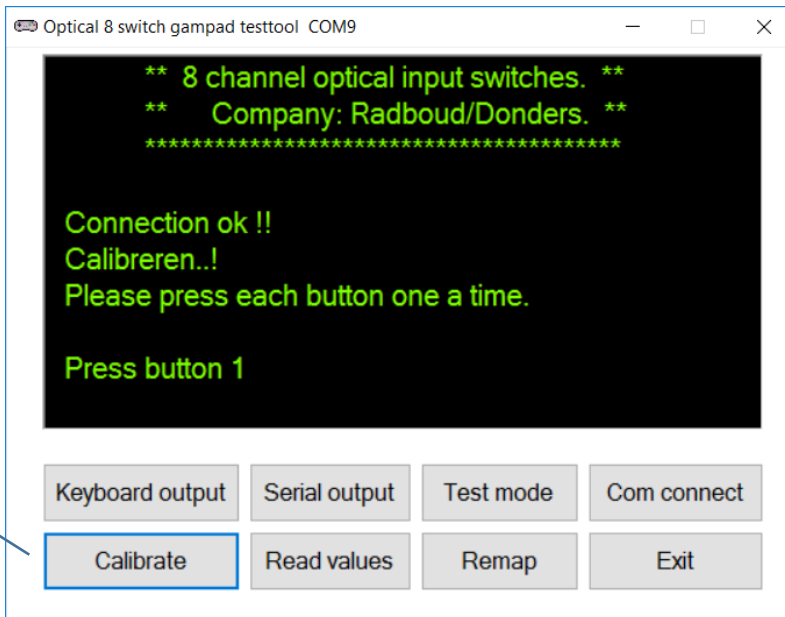 Optical 8 switch gampad testtool COM9
** 8 channel optical input switches. **
** Company: Radboud/Donders. **
*****************************************
Connection ok !!
Calibreren..!
Please press each button one a time.
Press button 1
Keyboard output Serial output Test mode Com connect
Calibrate Read values Remap Exit